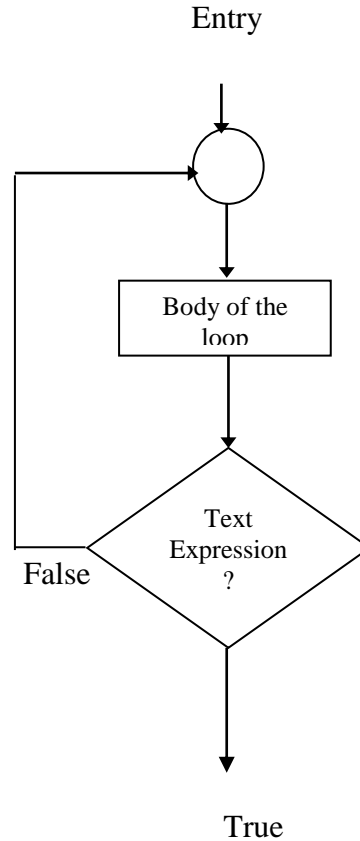 Entry
Body of the
loop
Text
Expression
?
False
True